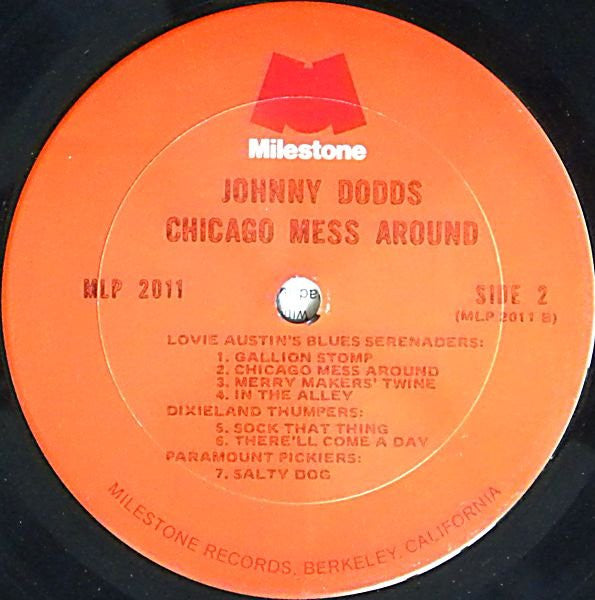 Milestone
JOHNNY DODDS
CHICAGO MESS AROUND
MLP 2011
SIDE 2
(MLP 2011 B)
LOVIE AUSTIN'S BLUES SERENADERS:
1. GALLION STOMP
2. CHICAGO MESS AROUND
3. MERRY MAKERS' TWINE
4. IN THE ALLEY
DIXIELAND THUMPERS:
5. SOCK THAT THING
6. THERE'LL COME A DAY
PARAMOUNT PICKIERS:
7. SALTY DOG
MILESTONE RECORDS, BERKELEY, CALIFORNIA